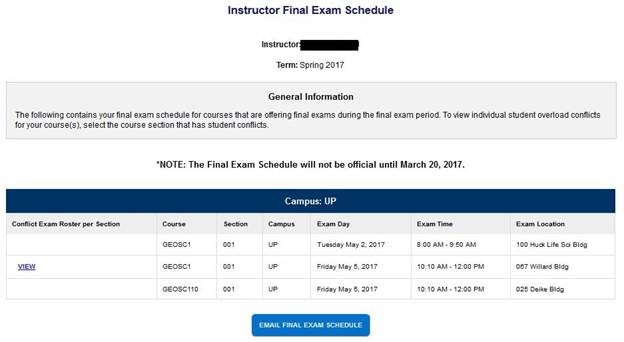 Instructor Final Exam Schedule
Instructor:
Term: Spring 2017
General Information
The following contains your final exam schedule for courses that are offering final exams during the final exam period. To view individual student overload conflicts
for your course(s), select the course section that has student conflicts.
*NOTE: The Final Exam Schedule will not be official until March 20, 2017.
Campus: UP
Conflict Exam Roster per Section Course Section Campus Exam Day Exam Time Exam Location
GEOSC1 001 UP Tuesday May 2, 2017 8:00 AM - 9:50 AM 100 Huck Life Sci Bldg
VIEW GEOSC1 001 UP Friday May 5, 2017 10:10 AM - 12:00 PM 067 Willard Bldg
GEOSC110 001 UP Friday May 5, 2017 10:10 AM - 12:00 PM 025 Deike Bldg
EMAIL FINAL EXAM SCHEDULE